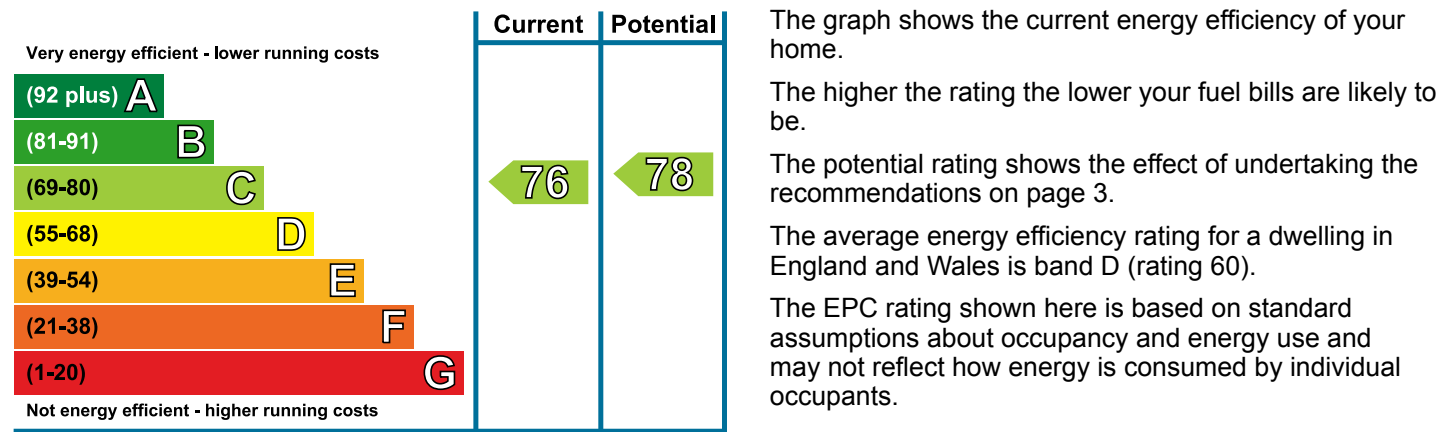 Current Potential
Very energy efficient - lower running costs
(92 plus) A
(81-91) B
(69-80) C
(55-68) D
(39-54) E
(21-38) F
(1-20) G
Not energy efficient - higher running costs
76 78
The graph shows the current energy efficiency of your
home.
The higher the rating the lower your fuel bills are likely to
be.
The potential rating shows the effect of undertaking the
recommendations on page 3.
The average energy efficiency rating for a dwelling in
England and Wales is band D (rating 60).
The EPC rating shown here is based on standard
assumptions about occupancy and energy use and
may not reflect how energy is consumed by individual
occupants.